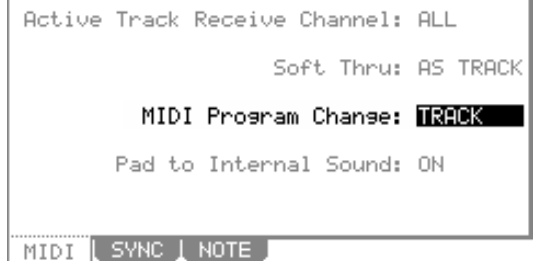 Active Track Receive Channel: ALL
Soft Thru: AS TRACK
MIDI Program Change: TRACK
Pad to Internal Sound: ON
MIDI SYNC NOTE